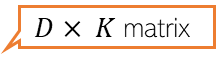 D × K matrix